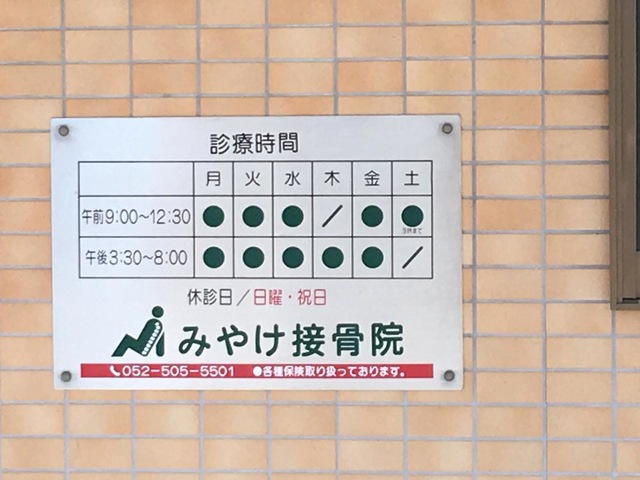 診療時間
月 火 水 木 金 土
午前9:00～12:30 ● ● ● ／ ● ●
午後3:30～8:00 ● ● ● ● ● ／
休診日／日曜・祝日
みやけ接骨院
052-505-5501 ●各種保険取り扱っております。